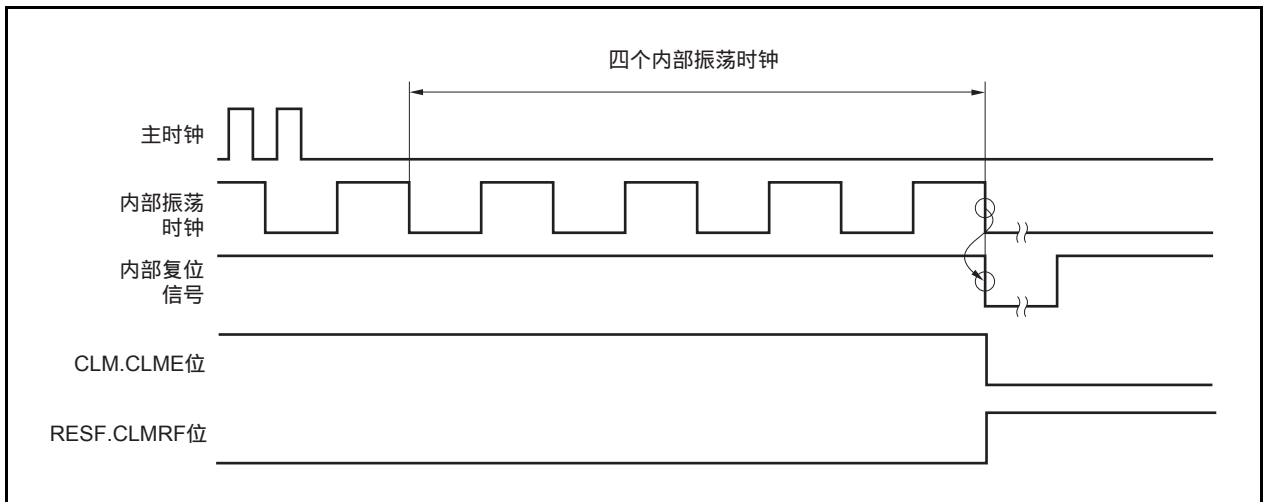 四个内部振荡时钟
主时钟
内部振荡
时钟
内部复位
信号
CLM.CLME位
RESF.CLMRF位